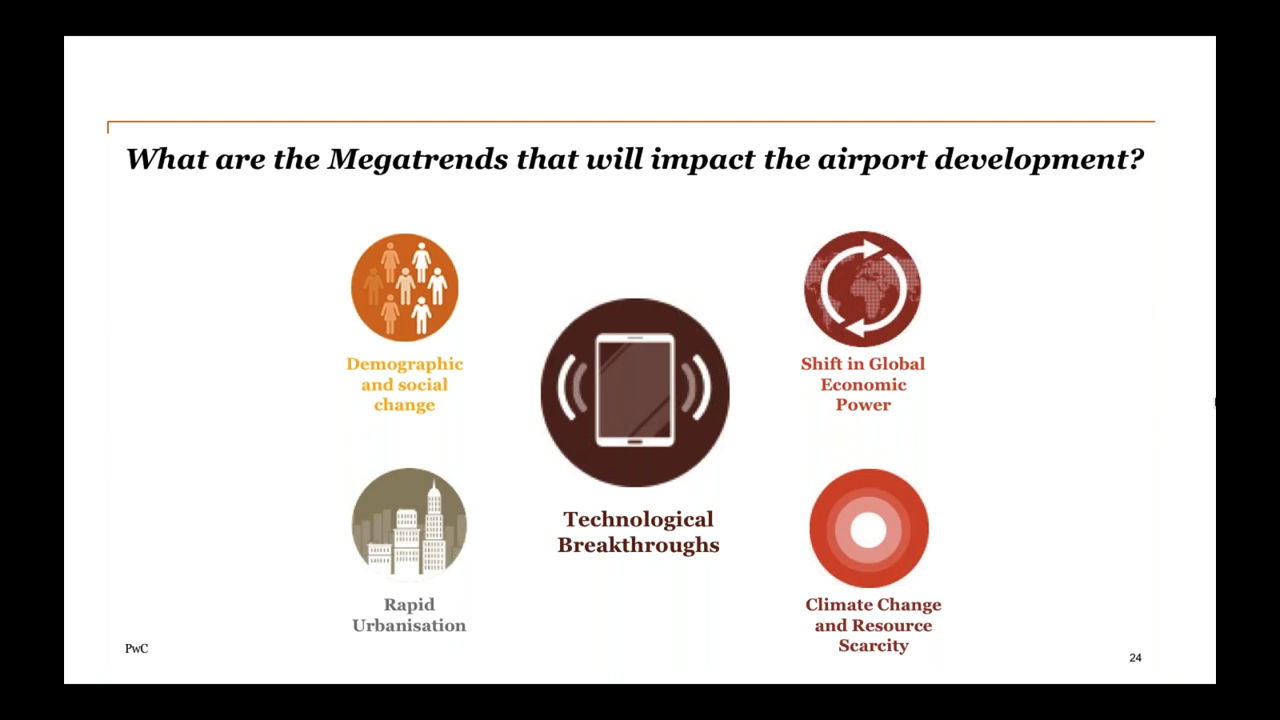 What are the Megatrends that will impact the airport development?
Demographic
and social
change
Shift in Global
Economic
Power
Technological
Breakthroughs
Rapid
Urbanisation
Climate Change
and Resource
Scarcity
PwC
24